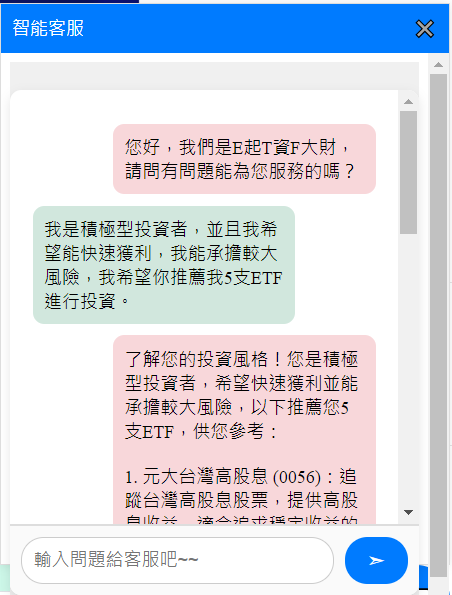 智能客服
您好，我們是E起T資F大財，
請問有問題能為您服務的嗎？
我是積極型投資者，並且我希
望能快速獲利，我能承擔較大
風險，我希望你推薦我5支ETF
進行投資。
了解您的投資風格！您是積極
型投資者，希望快速獲利並能
承擔較大風險，以下推薦您5
支ETF，供您參考：
1. 元大台灣高股息 (0056)：追
蹤台灣高股息股票，提供高股
息收益，適合追求穩定收益的
輸入問題給客服吧~~